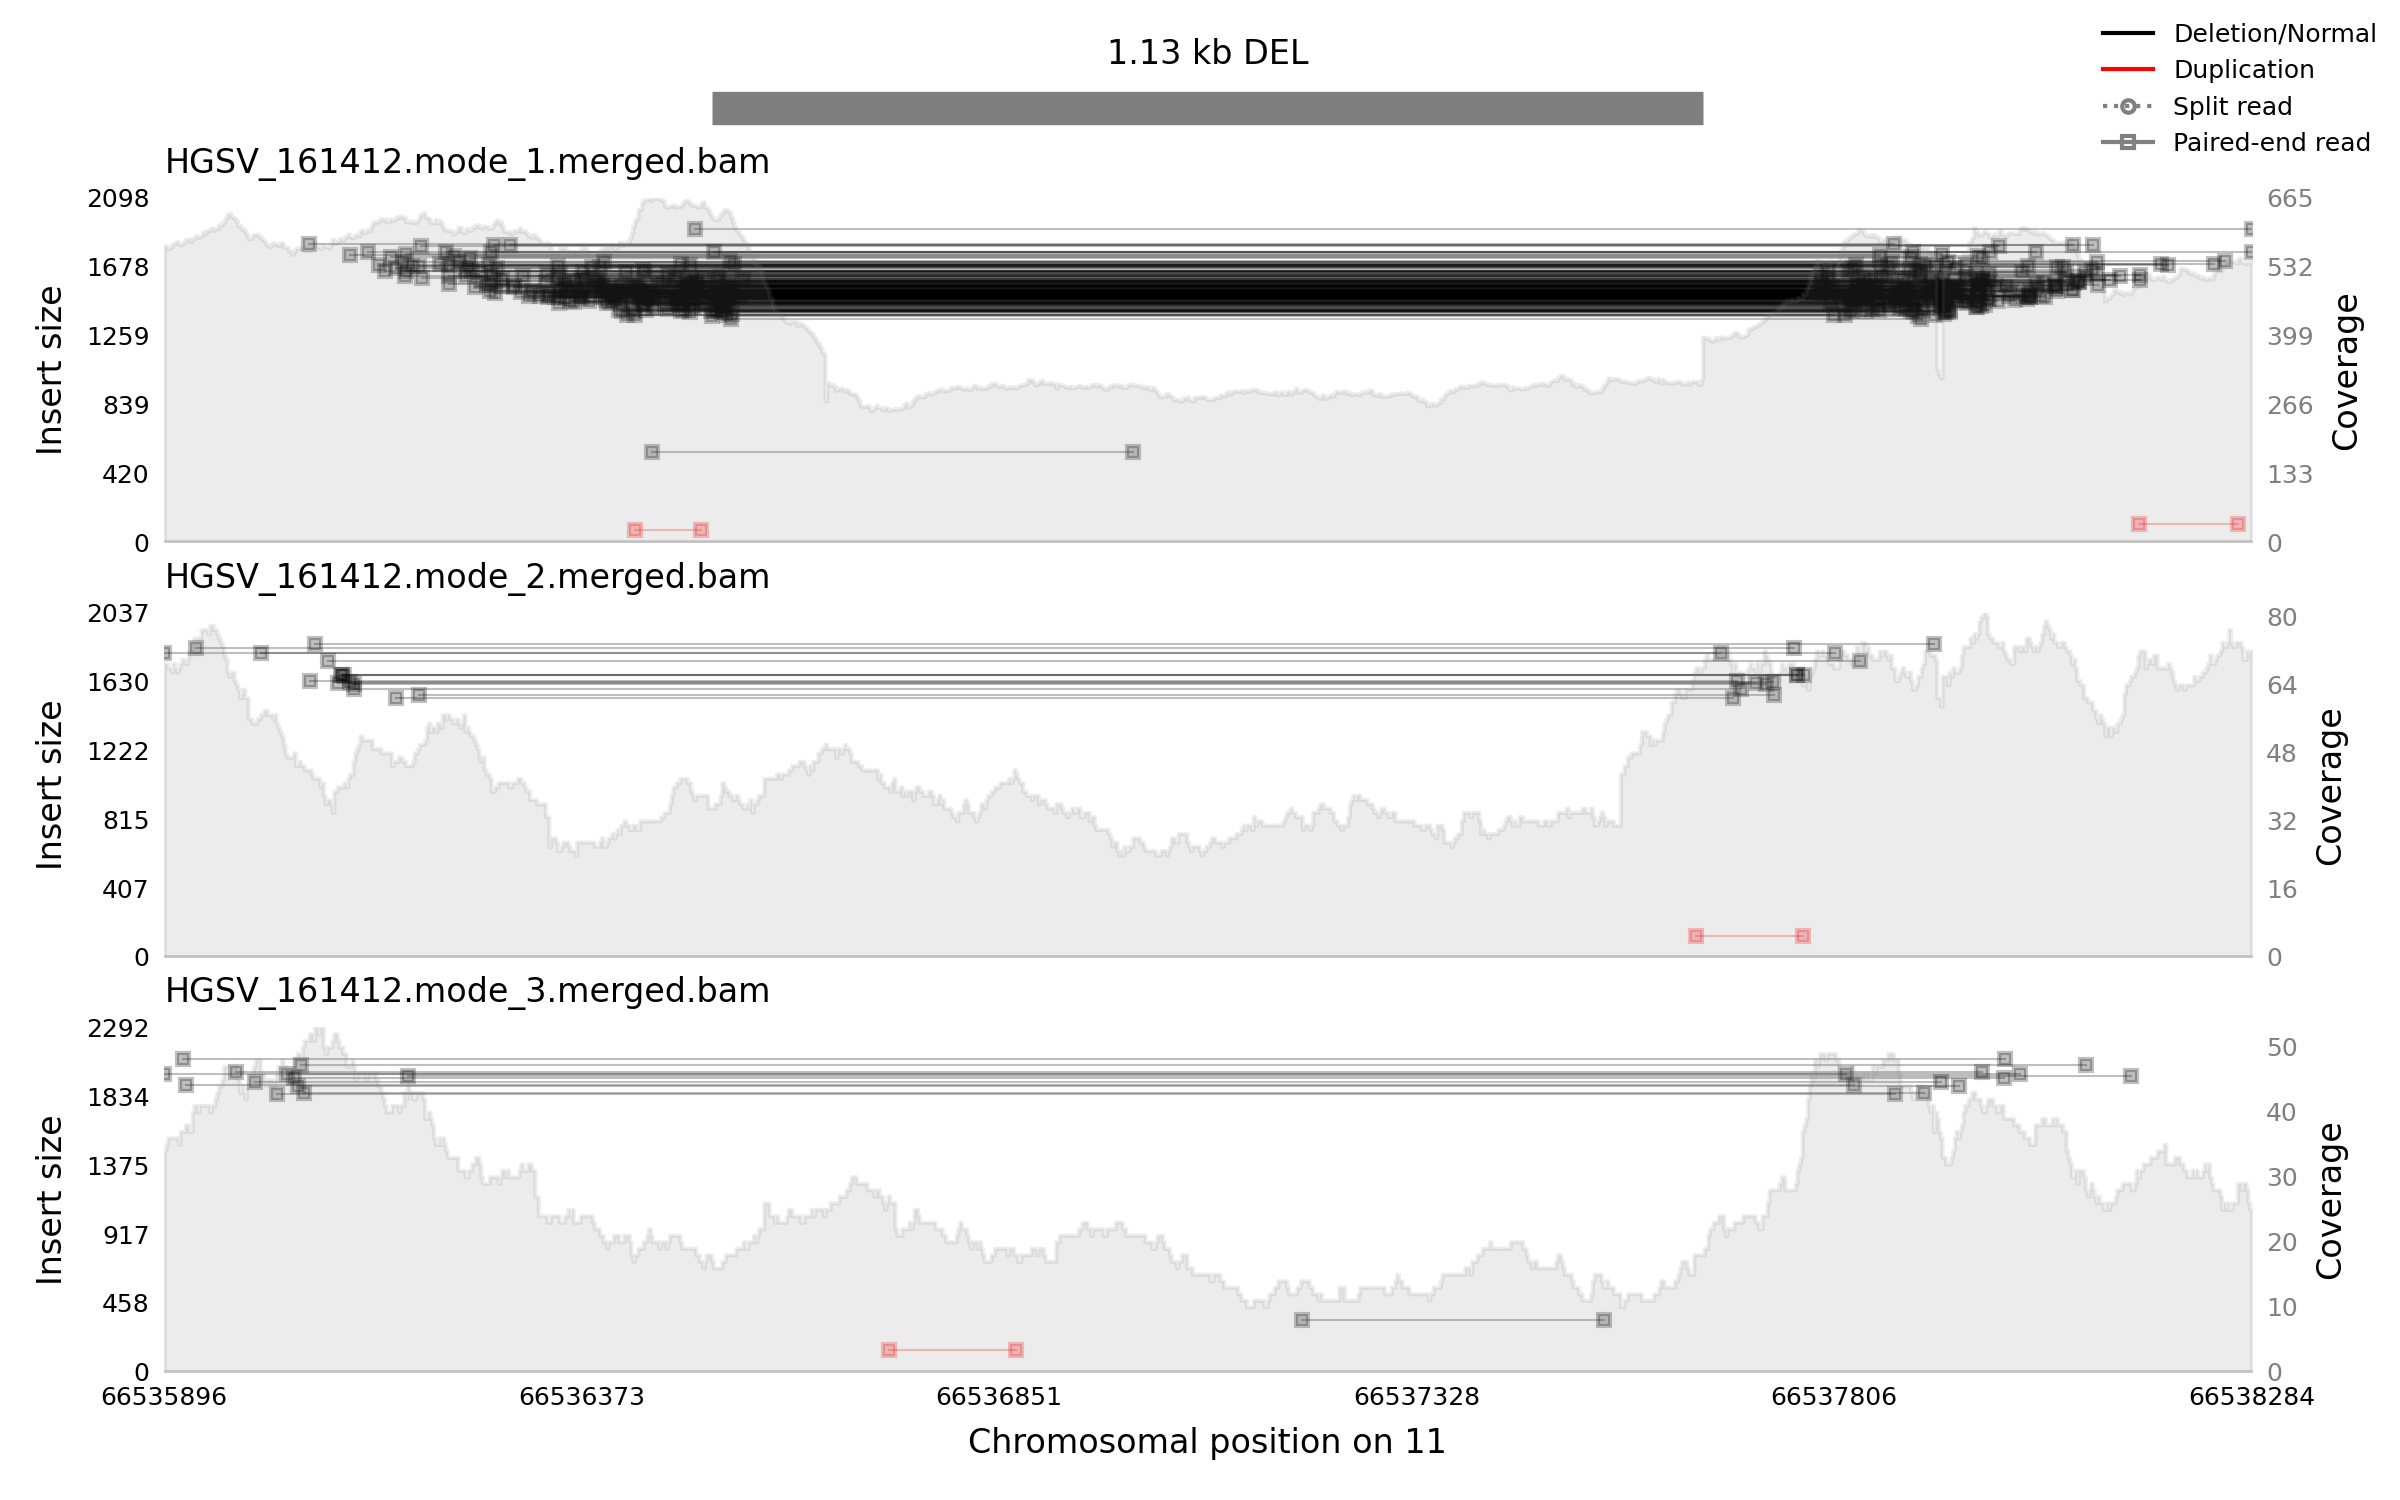 1.13 kb DEL
Deletion/Normal
Duplication
Split read
Paired-end read
HGSV_161412.mode_1.merged.bam
2098
1678
1259
839
420
0
Insert size
665
532
399
266
133
0
Coverage
HGSV_161412.mode_2.merged.bam
2037
1630
1222
815
407
0
Insert size
80
64
48
32
16
0
Coverage
HGSV_161412.mode_3.merged.bam
2292
1834
1375
917
458
0
Insert size
50
40
30
20
10
0
Coverage
66535896 66536373 66536851 66537328 66537806 66538284
Chromosomal position on 11